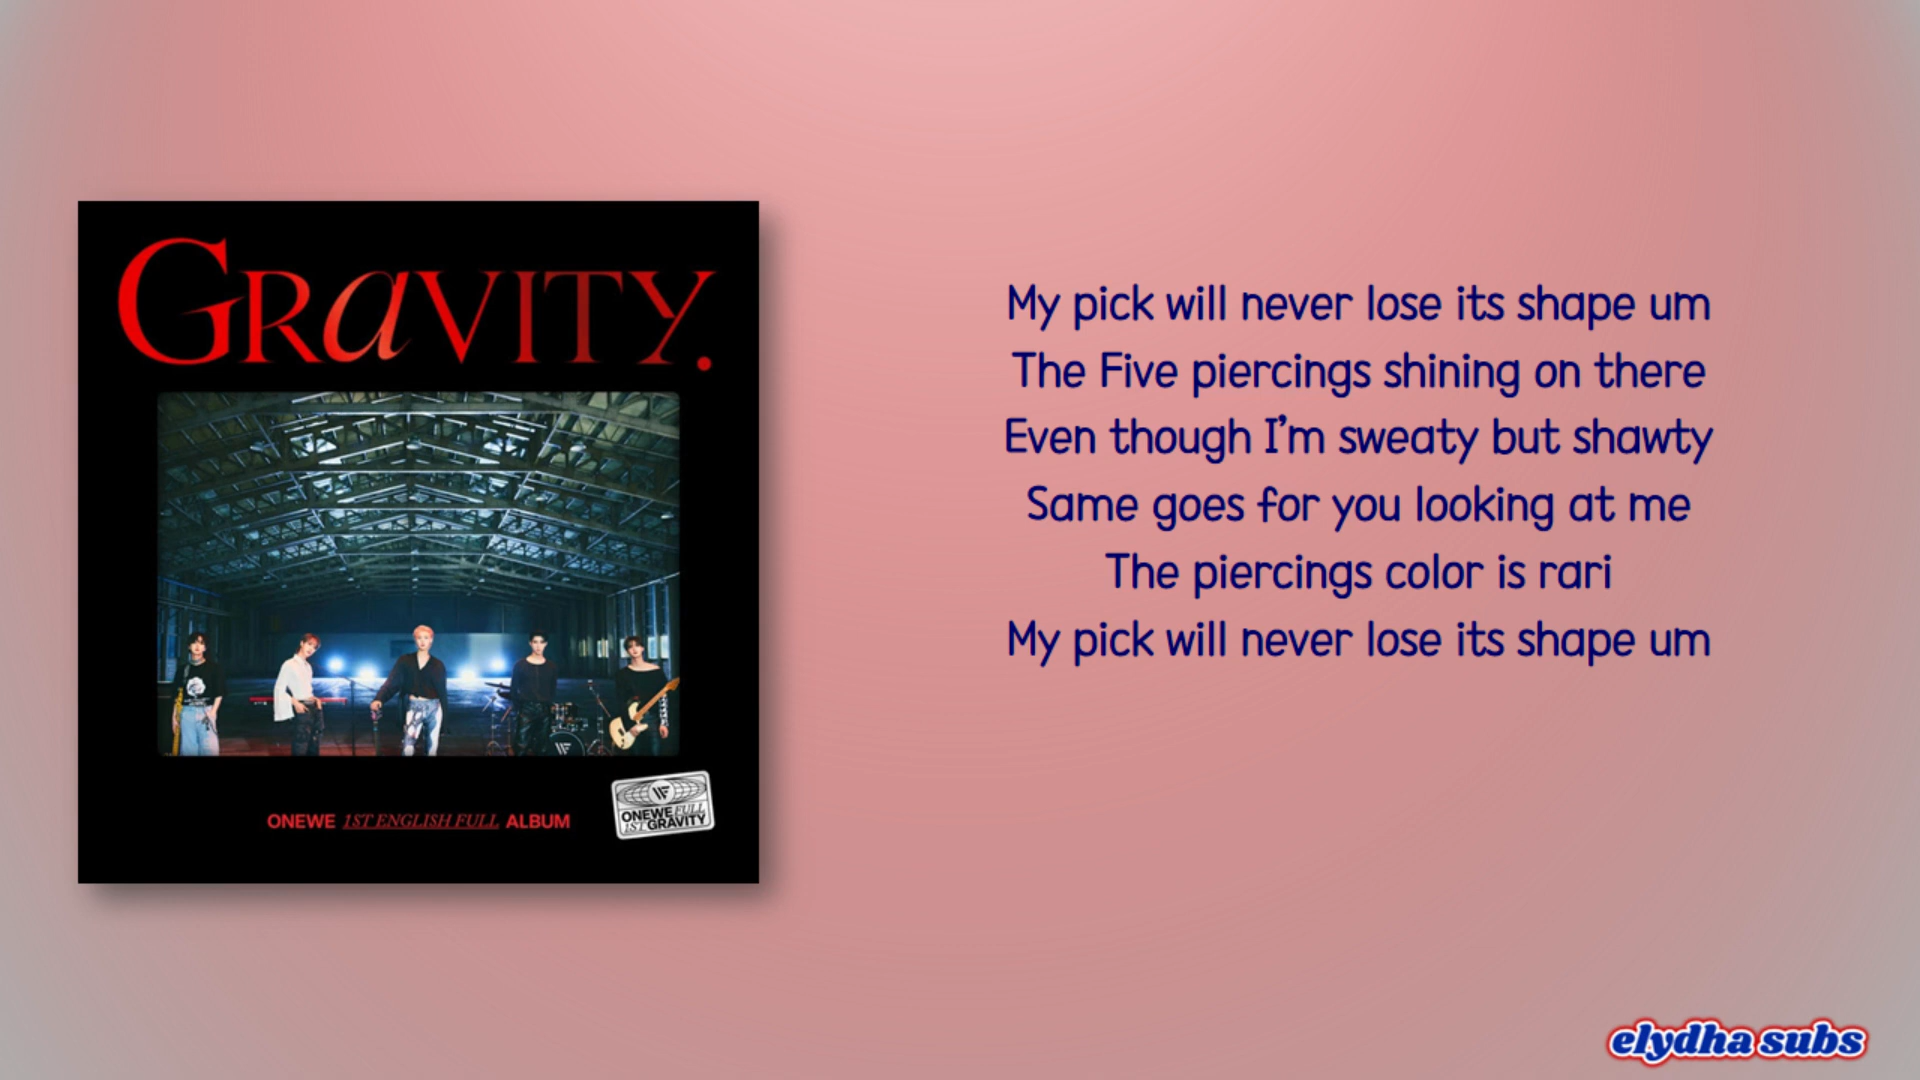 GRaVITY.
ONEWE 1ST ENGLISH FULL ALBUM
ONEWE FULL
1ST GRAVITY
My pick will never lose its shape um
The Five piercings shining on there
Even though I’m sweaty but shawty
Same goes for you looking at me
The piercings color is rari
My pick will never lose its shape um
elydha subs